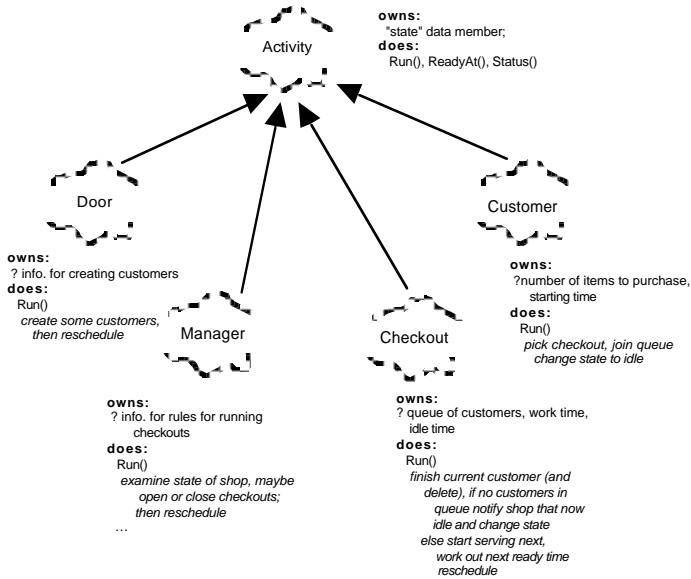 Activity
owns:
"state" data member;
does:
Run(), ReadyAt(), Status()
Door
owns:
? info. for creating customers
does:
Run()
create some customers,
then reschedule
Manager
owns:
? info. for rules for running
checkouts
does:
Run()
examine state of shop, maybe
open or close checkouts;
then reschedule
...
Checkout
owns:
? queue of customers, work time,
idle time
does:
Run()
finish current customer (and
delete), if no customers in
queue notify shop that now
idle and change state
else start serving next,
work out next ready time
reschedule
Customer
owns:
?number of items to purchase,
starting time
does:
Run()
pick checkout, join queue
change state to idle